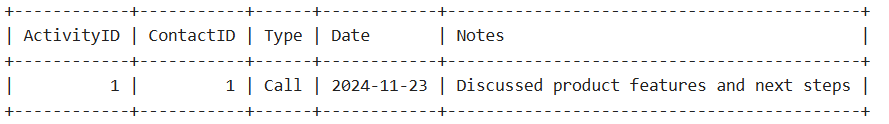 +------------+-----------+------+------------+-------------------------------------------+
| ActivityID | ContactID | Type | Date       | Notes                                     |
+------------+-----------+------+------------+-------------------------------------------+
|          1 |         1 | Call | 2024-11-23 | Discussed product features and next steps |
+------------+-----------+------+------------+-------------------------------------------+